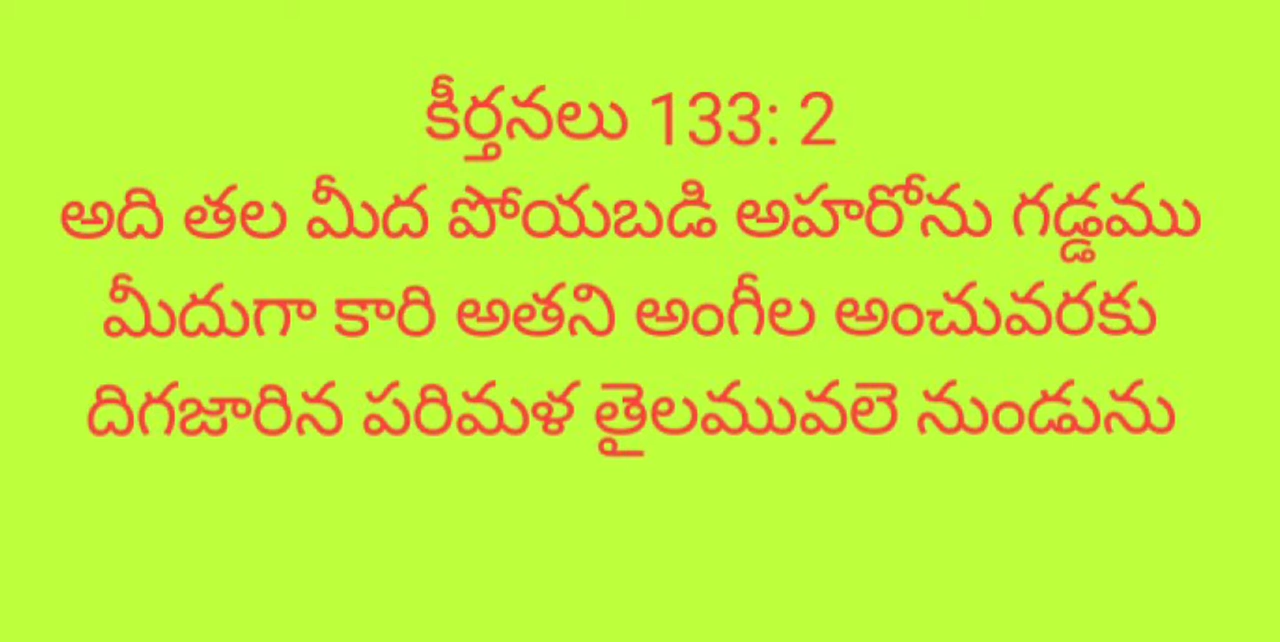 కీర్తనలు 133: 2
అది తల మీద పోయబడి అహరోను గడ్డము
మీదుగా కారి అతని అంగీల అంచువరకు
దిగజారిన పరిమళ తైలమువలె నుండును